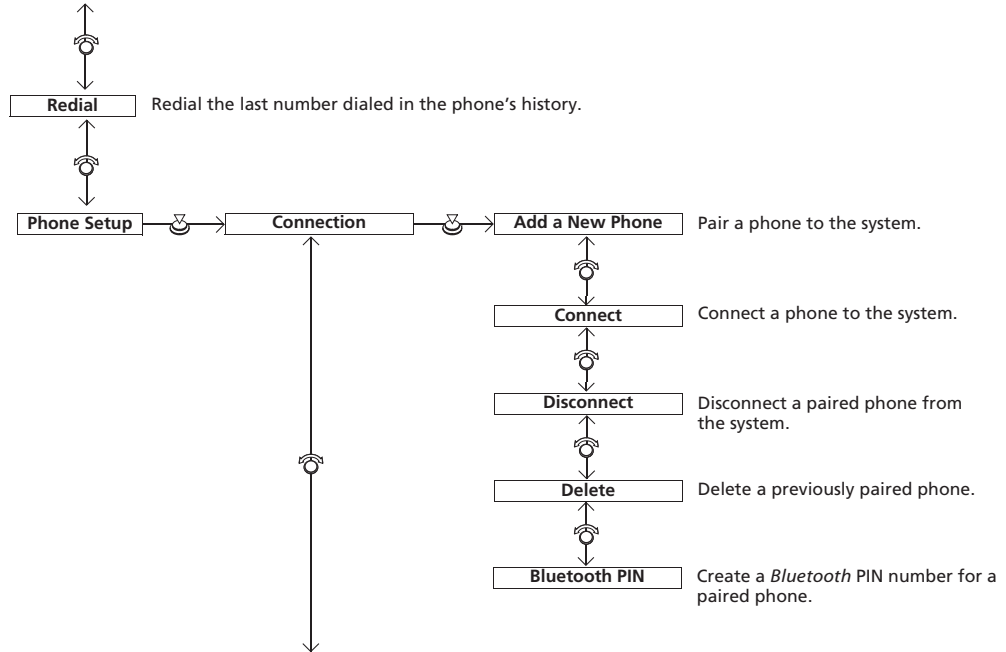 Redial
Redial the last number dialed in the phone's history.
Phone Setup
Connection
Add a New Phone
Pair a phone to the system.
Connect
Connect a phone to the system.
Disconnect
Disconnect a paired phone from
the system.
Delete
Delete a previously paired phone.
Bluetooth PIN
Create a Bluetooth PIN number for a
paired phone.